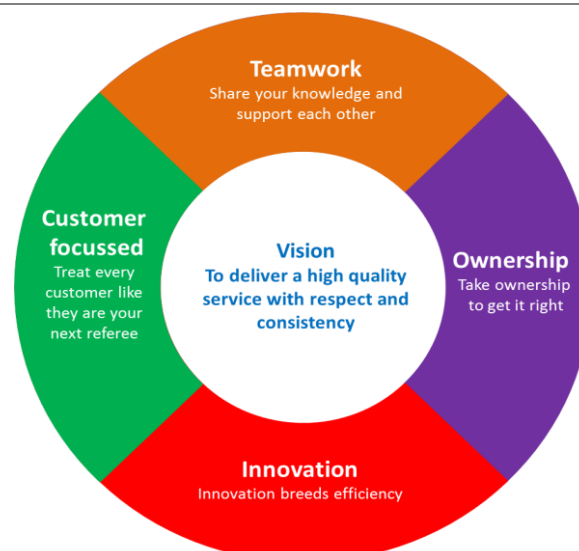 Teamwork
Share your knowledge and
support each other
Customer
focussed
Treat every
customer like
they are your
next referee
Vision
To deliver a high quality
service with respect and
consistency
Ownership
Take ownership
to get it right
Innovation
Innovation breeds efficiency